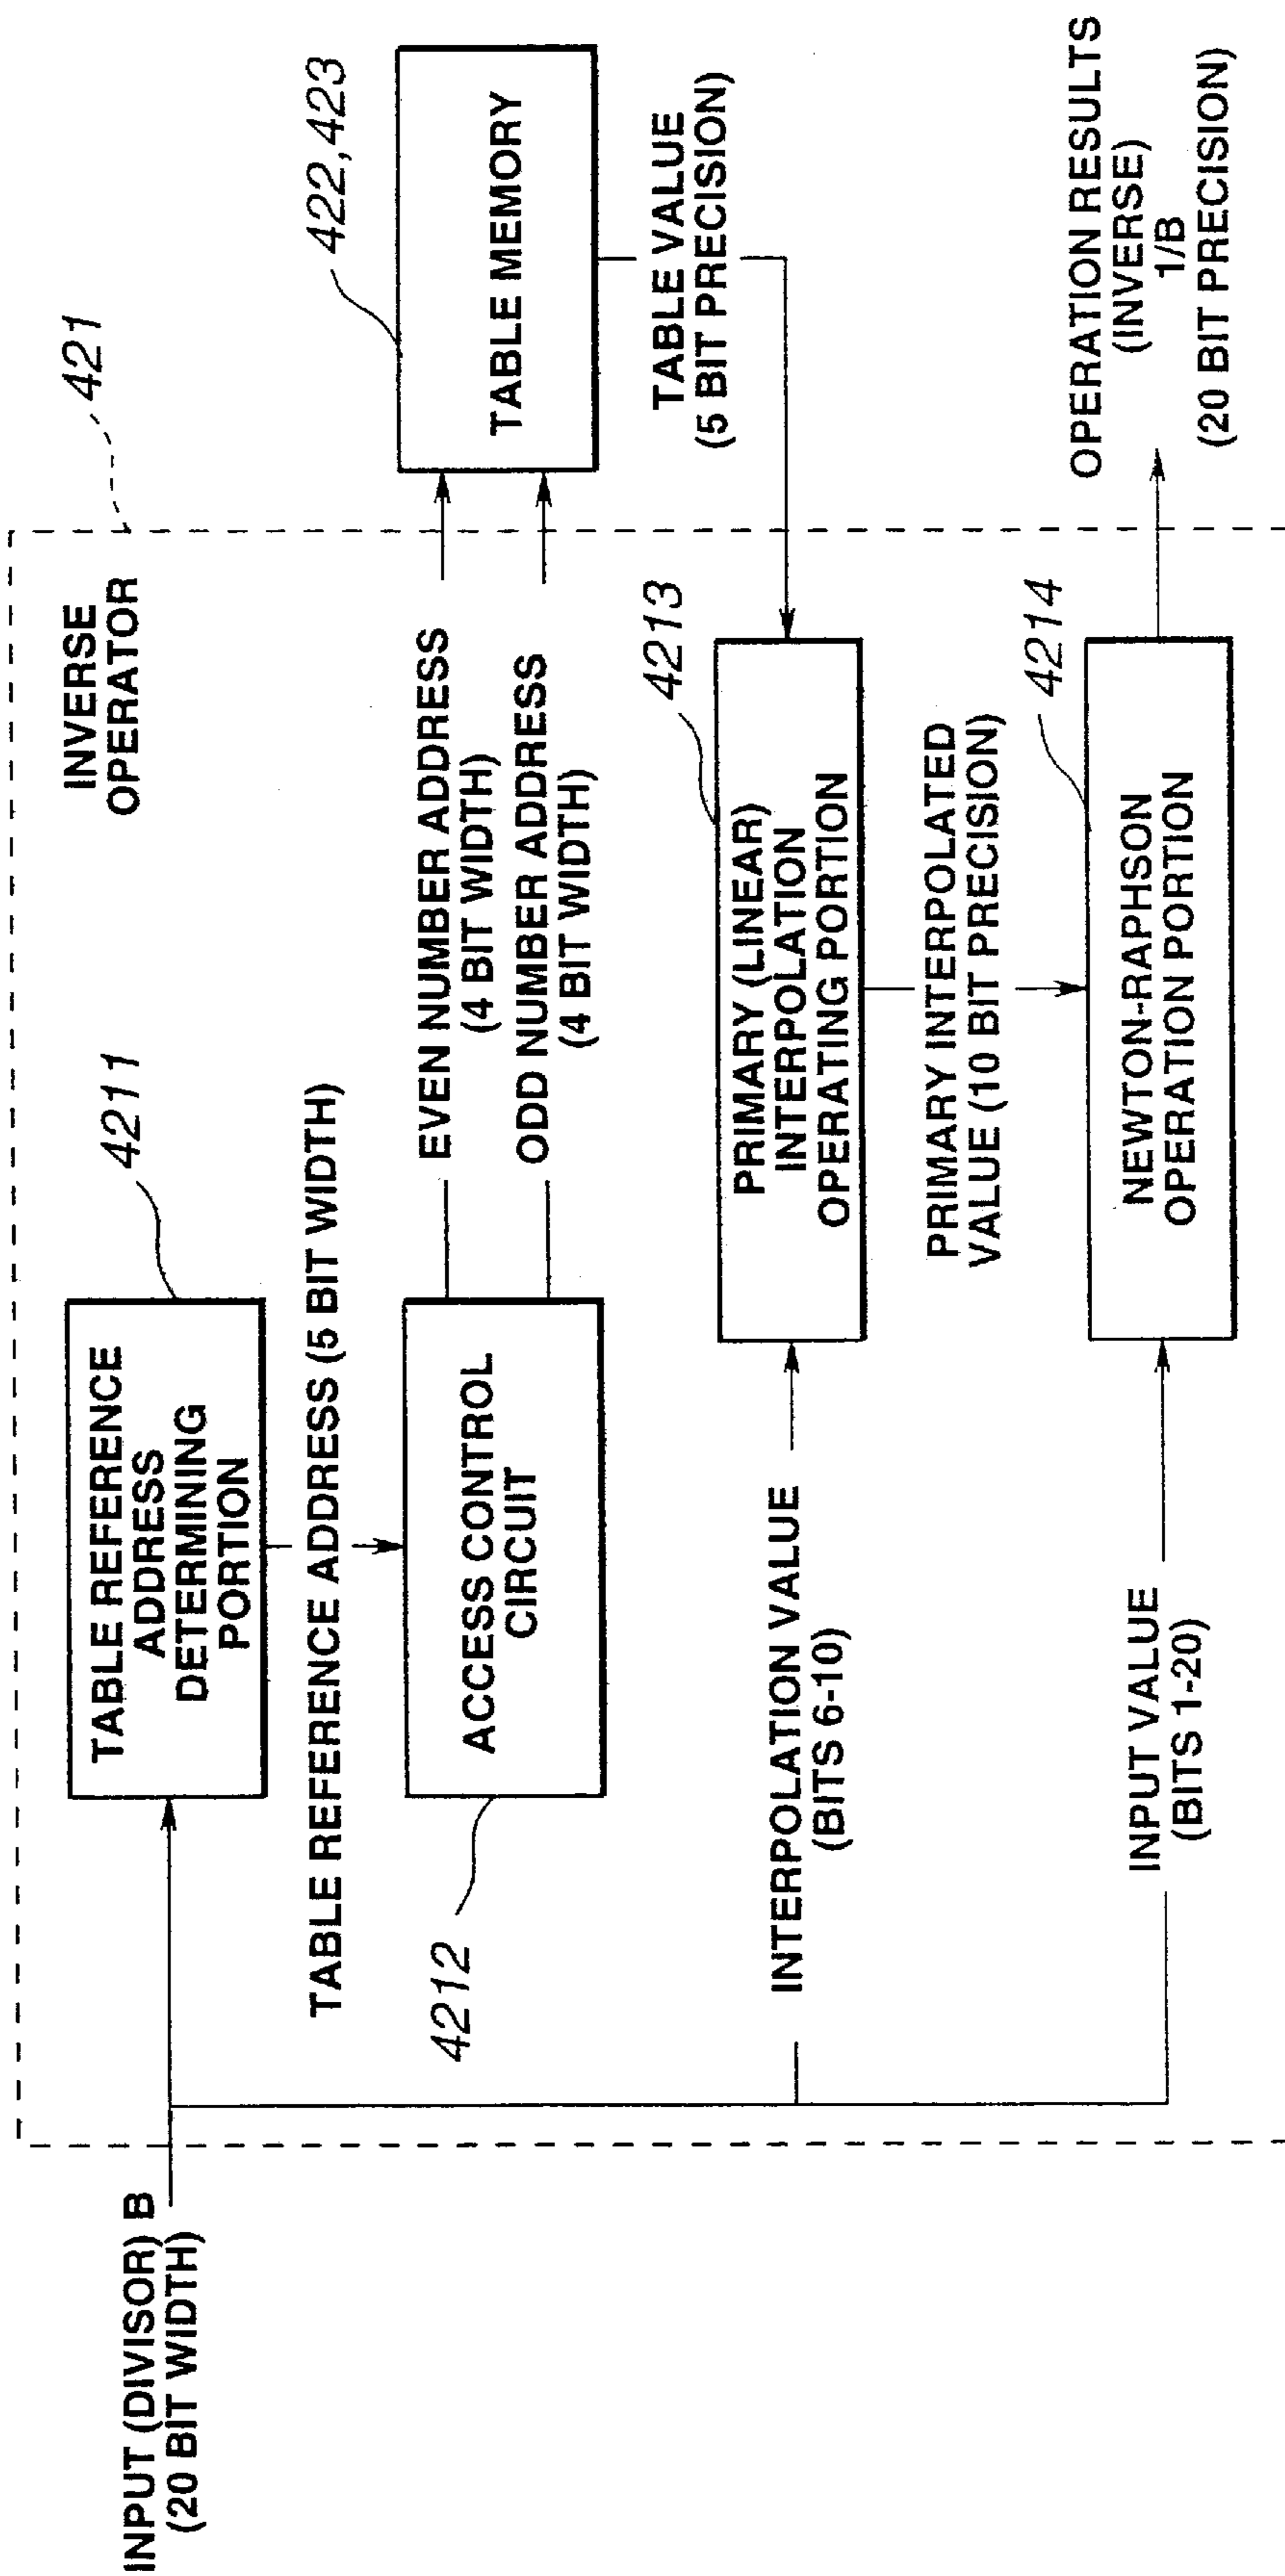 INPUT (DIVISOR) B
(20 BIT WIDTH)
INVERSE
OPERATOR
421
TABLE REFERENCE
ADDRESS
DETERMINING
PORTION
4211
TABLE REFERENCE ADDRESS (5 BIT WIDTH)
ACCESS CONTROL
CIRCUIT
4212
EVEN NUMBER ADDRESS
(4 BIT WIDTH)
ODD NUMBER ADDRESS
(4 BIT WIDTH)
TABLE MEMORY
422,423
TABLE VALUE
(5 BIT PRECISION)
INTERPOLATION VALUE
(BITS 6-10)
PRIMARY (LINEAR)
INTERPOLATION
OPERATING PORTION
4213
PRIMARY INTERPOLATED
VALUE (10 BIT PRECISION)
INPUT VALUE
(BITS 1-20)
NEWTON-RAPHSON
OPERATION PORTION
4214
OPERATION RESULTS
(INVERSE)
1/B
(20 BIT PRECISION)